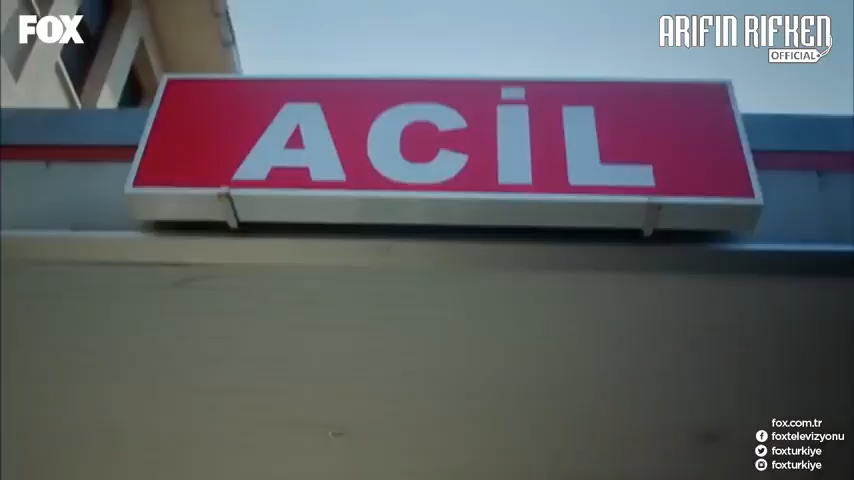 FOX
ARIFIN RIFKEN
OFFICIAL
ACİL
fox.com.tr
foxtelevizyonu
foxturkiye
foxturkiye